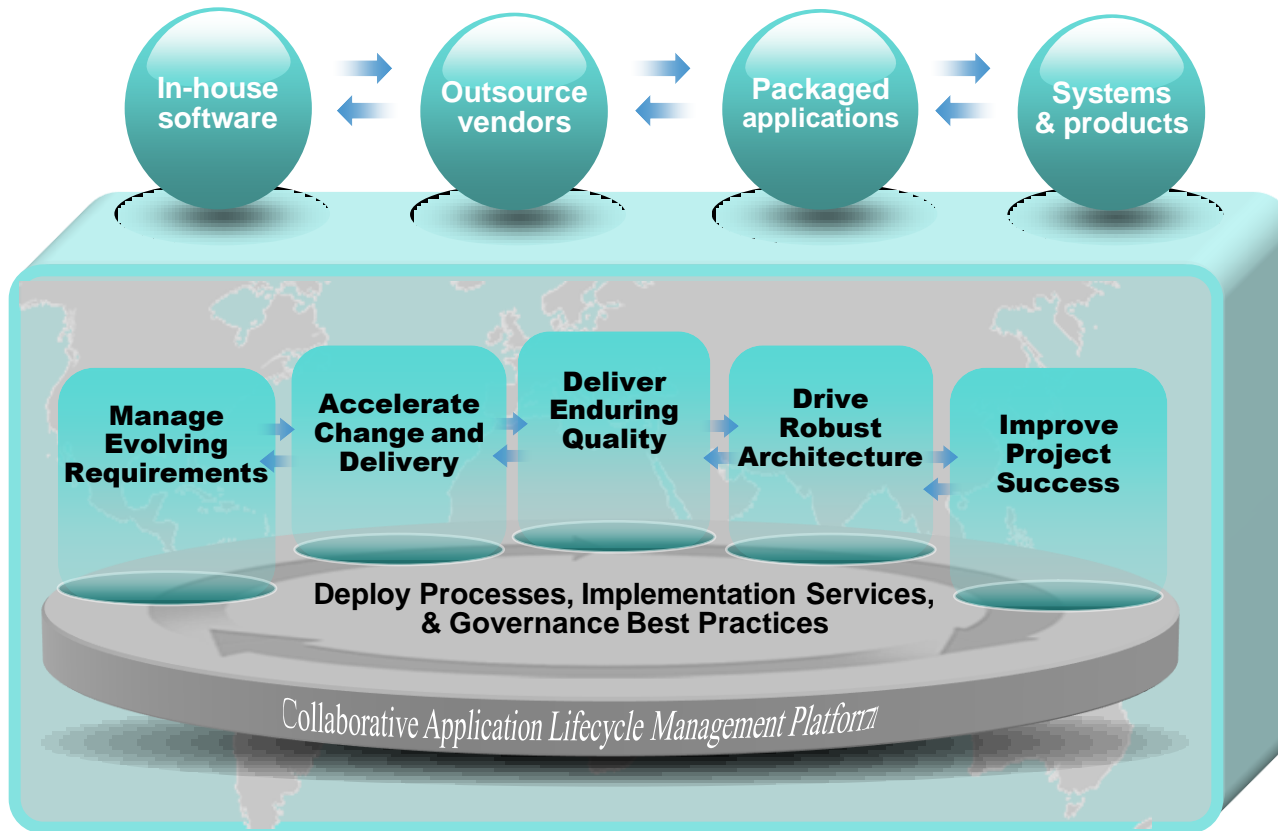 In-house
software
Outsource
vendors
Packaged
applications
Systems
& products
Manage
Evolving
Requirements
Accelerate
Change and
Delivery
Deliver
Enduring
Quality
Drive
Robust
Architecture
Improve
Project
Success
Deploy Processes, Implementation Services,
& Governance Best Practices
Collaborative Application Lifecycle Management Platform